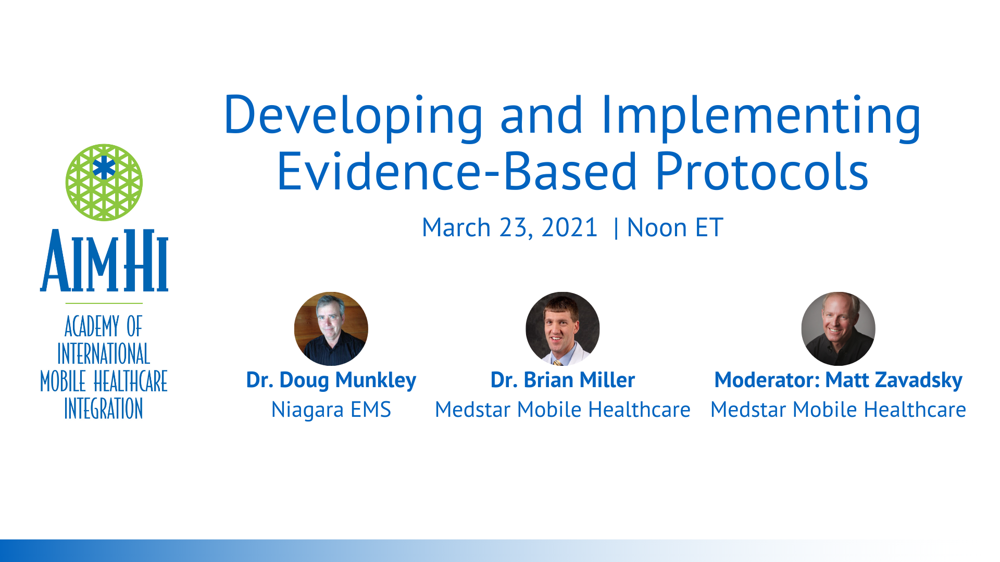 Developing and Implementing
Evidence-Based Protocols
March 23, 2021 | Noon ET
AIMHI
ACADEMY OF
INTERNATIONAL
MOBILE HEALTHCARE
INTEGRATION
Dr. Doug Munkley
Niagara EMS
Dr. Brian Miller
Medstar Mobile Healthcare
Moderator: Matt Zavadsky
Medstar Mobile Healthcare